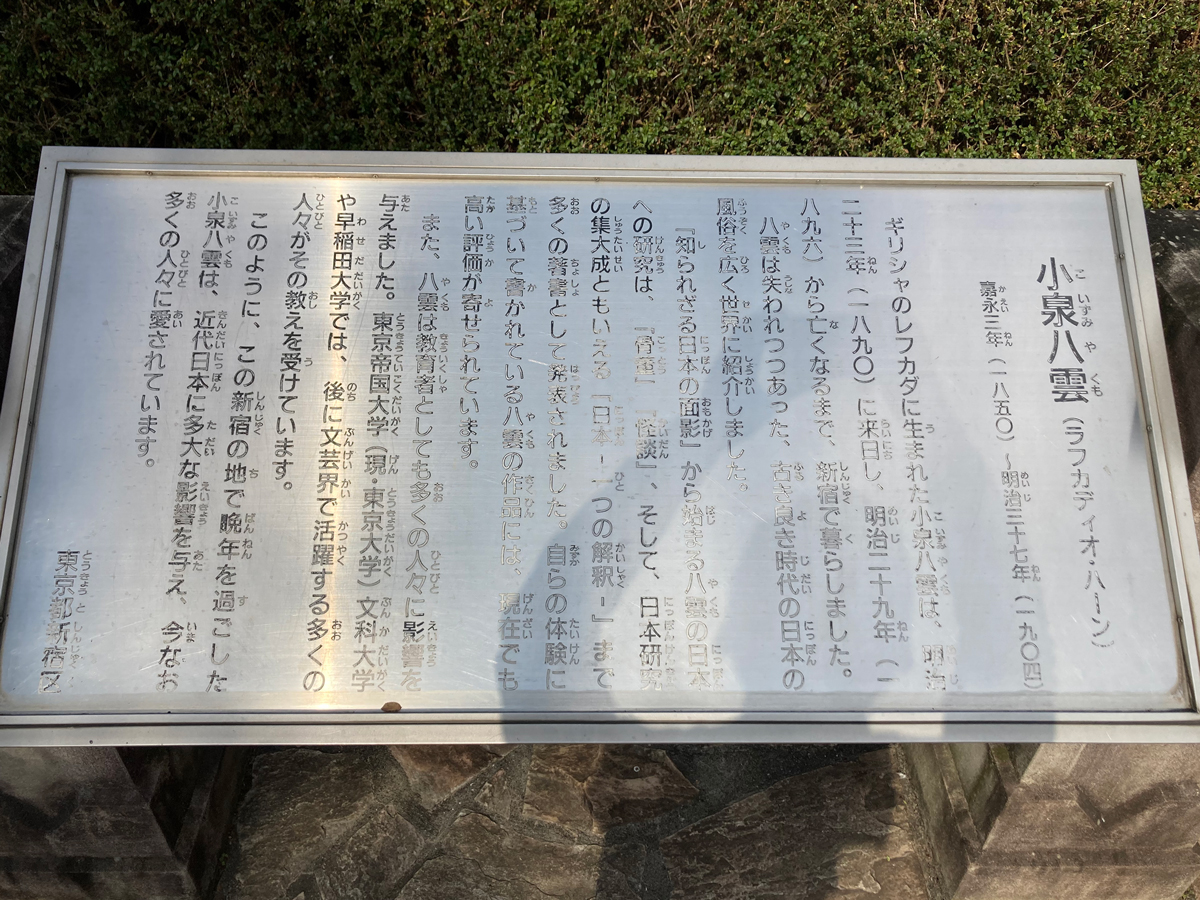 小泉八雲（ラフカディオ・ハーン）
嘉永三年（一八五〇）～明治三十七年（一九〇四）
ギリシャのレフカダに生まれた小泉八雲は、明治
二十三年（一八九〇）に来日し、明治二十九年（一
八九六）から亡くなるまで、新宿で暮らしました。
八雲は失われつつあった、古き良き時代の日本の
風俗を広く世界に紹介しました。
『知られざる日本の面影』から始まる八雲の日本
への研究は、『骨董』『怪談』、そして、日本研究
の集大成ともいえる『日本－一つの解釈－』まで
多くの著書として発表されました。自らの体験に
基づいて書かれている八雲の作品には、現在でも
高い評価が寄せられています。
また、八雲は教育者としても多くの人々に影響を
与えました。東京帝国大学（現・東京大学）文科大学
や早稲田大学では、後に文芸界で活躍する多くの
人々がその教えを受けています。
このように、この新宿の地で晩年を過ごした
小泉八雲は、近代日本に多大な影響を与え、今なお
多くの人々に愛されています。
東京都新宿区